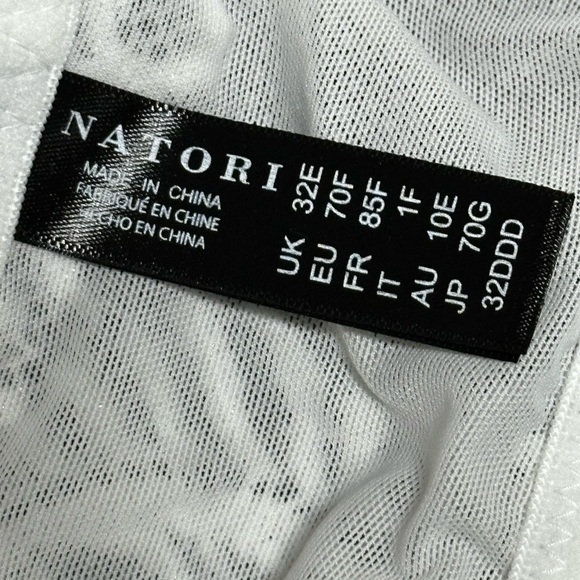 NATORI
MADE IN CHINA
FABRIQUÉ EN CHINE
HECHO EN CHINA
UK 32E
EU 70F
FR 85F
IT 1F
AU 10E
JP 70G
32DDD